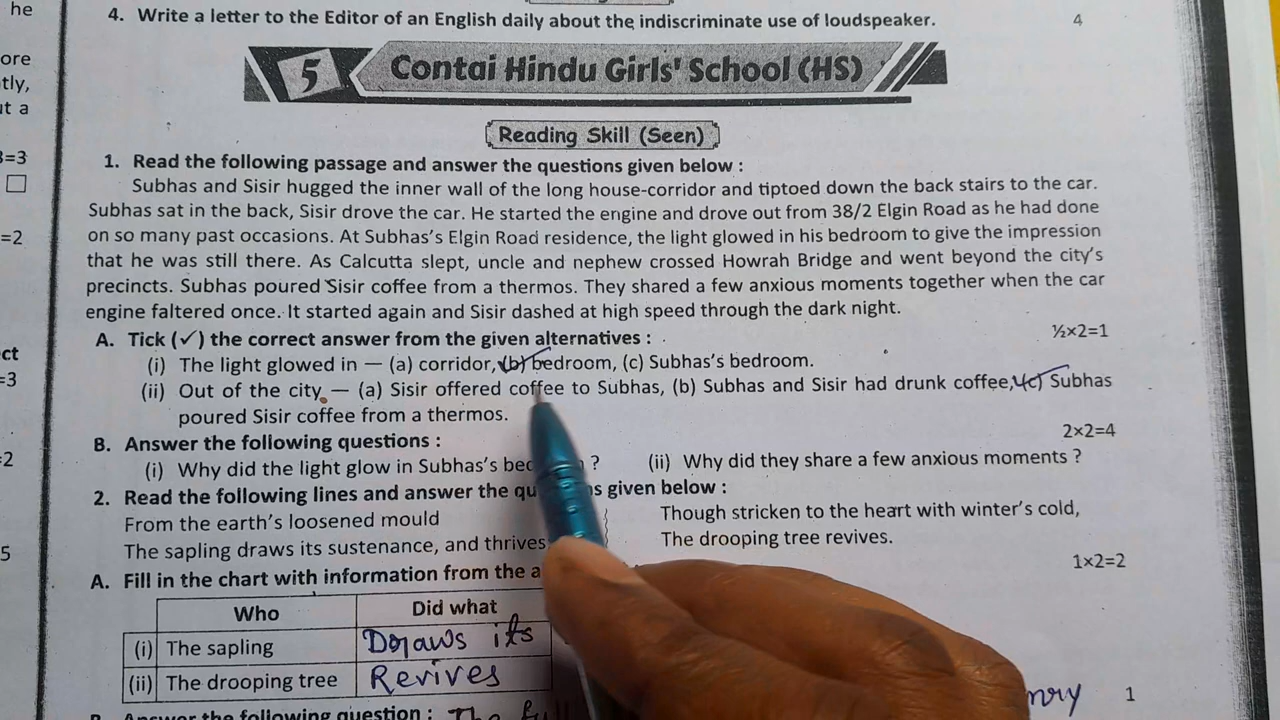 he
4. Write a letter to the Editor of an English daily about the indiscriminate use of loudspeaker. 4
ore
tly,
ut a
5 Contai Hindu Girls' School (HS)
Reading Skill (Seen)
3=3
1. Read the following passage and answer the questions given below :
Subhas and Sisir hugged the inner wall of the long house-corridor and tiptoed down the back stairs to the car.
Subhas sat in the back, Sisir drove the car. He started the engine and drove out from 38/2 Elgin Road as he had done
=2
on so many past occasions. At Subhas's Elgin Road residence, the light glowed in his bedroom to give the impression
that he was still there. As Calcutta slept, uncle and nephew crossed Howrah Bridge and went beyond the city's
precincts. Subhas poured Sisir coffee from a thermos. They shared a few anxious moments together when the car
engine faltered once. It started again and Sisir dashed at high speed through the dark night.
A. Tick (✓) the correct answer from the given alternatives : ½×2=1
ct
(i) The light glowed in — (a) corridor, (b) bedroom, (c) Subhas's bedroom.
=3
(ii) Out of the city — (a) Sisir offered coffee to Subhas, (b) Subhas and Sisir had drunk coffee, (c) Subhas
poured Sisir coffee from a thermos.
B. Answer the following questions : 2×2=4
=2
(i) Why did the light glow in Subhas's ? (ii) Why did they share a few anxious moments ?
2. Read the following lines and answer the given below :
From the earth's loosened mould
Though stricken to the heart with winter's cold,
The sapling draws its sustenance, and thrives
The drooping tree revives.
5
A. Fill in the chart with information from the 1×2=2
Who Did what
(i) The sapling Draws its
(ii) The drooping tree Revives
1
B. Answer the following question : The